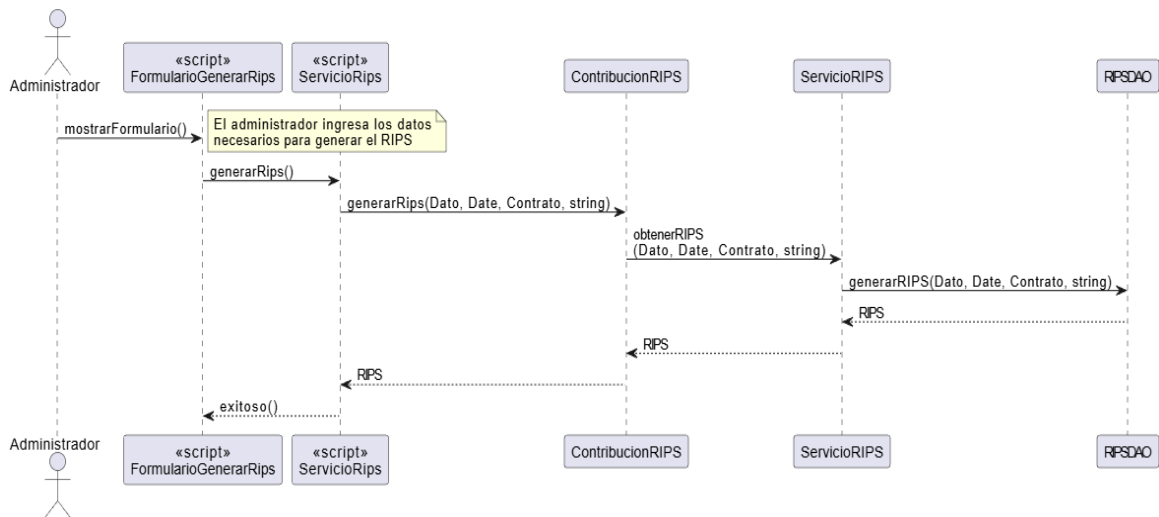 Administrador
«script»
FormularioGenerarRips
«script»
ServicioRips
ContribucionRIPS
ServicioRIPS
RIPSDAO
mostrarFormulario()
El administrador ingresa los datos
necesarios para generar el RIPS
generarRips()
generarRips(Dato, Date, Contrato, string)
obtenerRIPS
(Dato, Date, Contrato, string)
generarRIPS(Dato, Date, Contrato, string)
RIPS
RIPS
RIPS
exitoso()
Administrador
«script»
FormularioGenerarRips
«script»
ServicioRips
ContribucionRIPS
ServicioRIPS
RIPSDAO